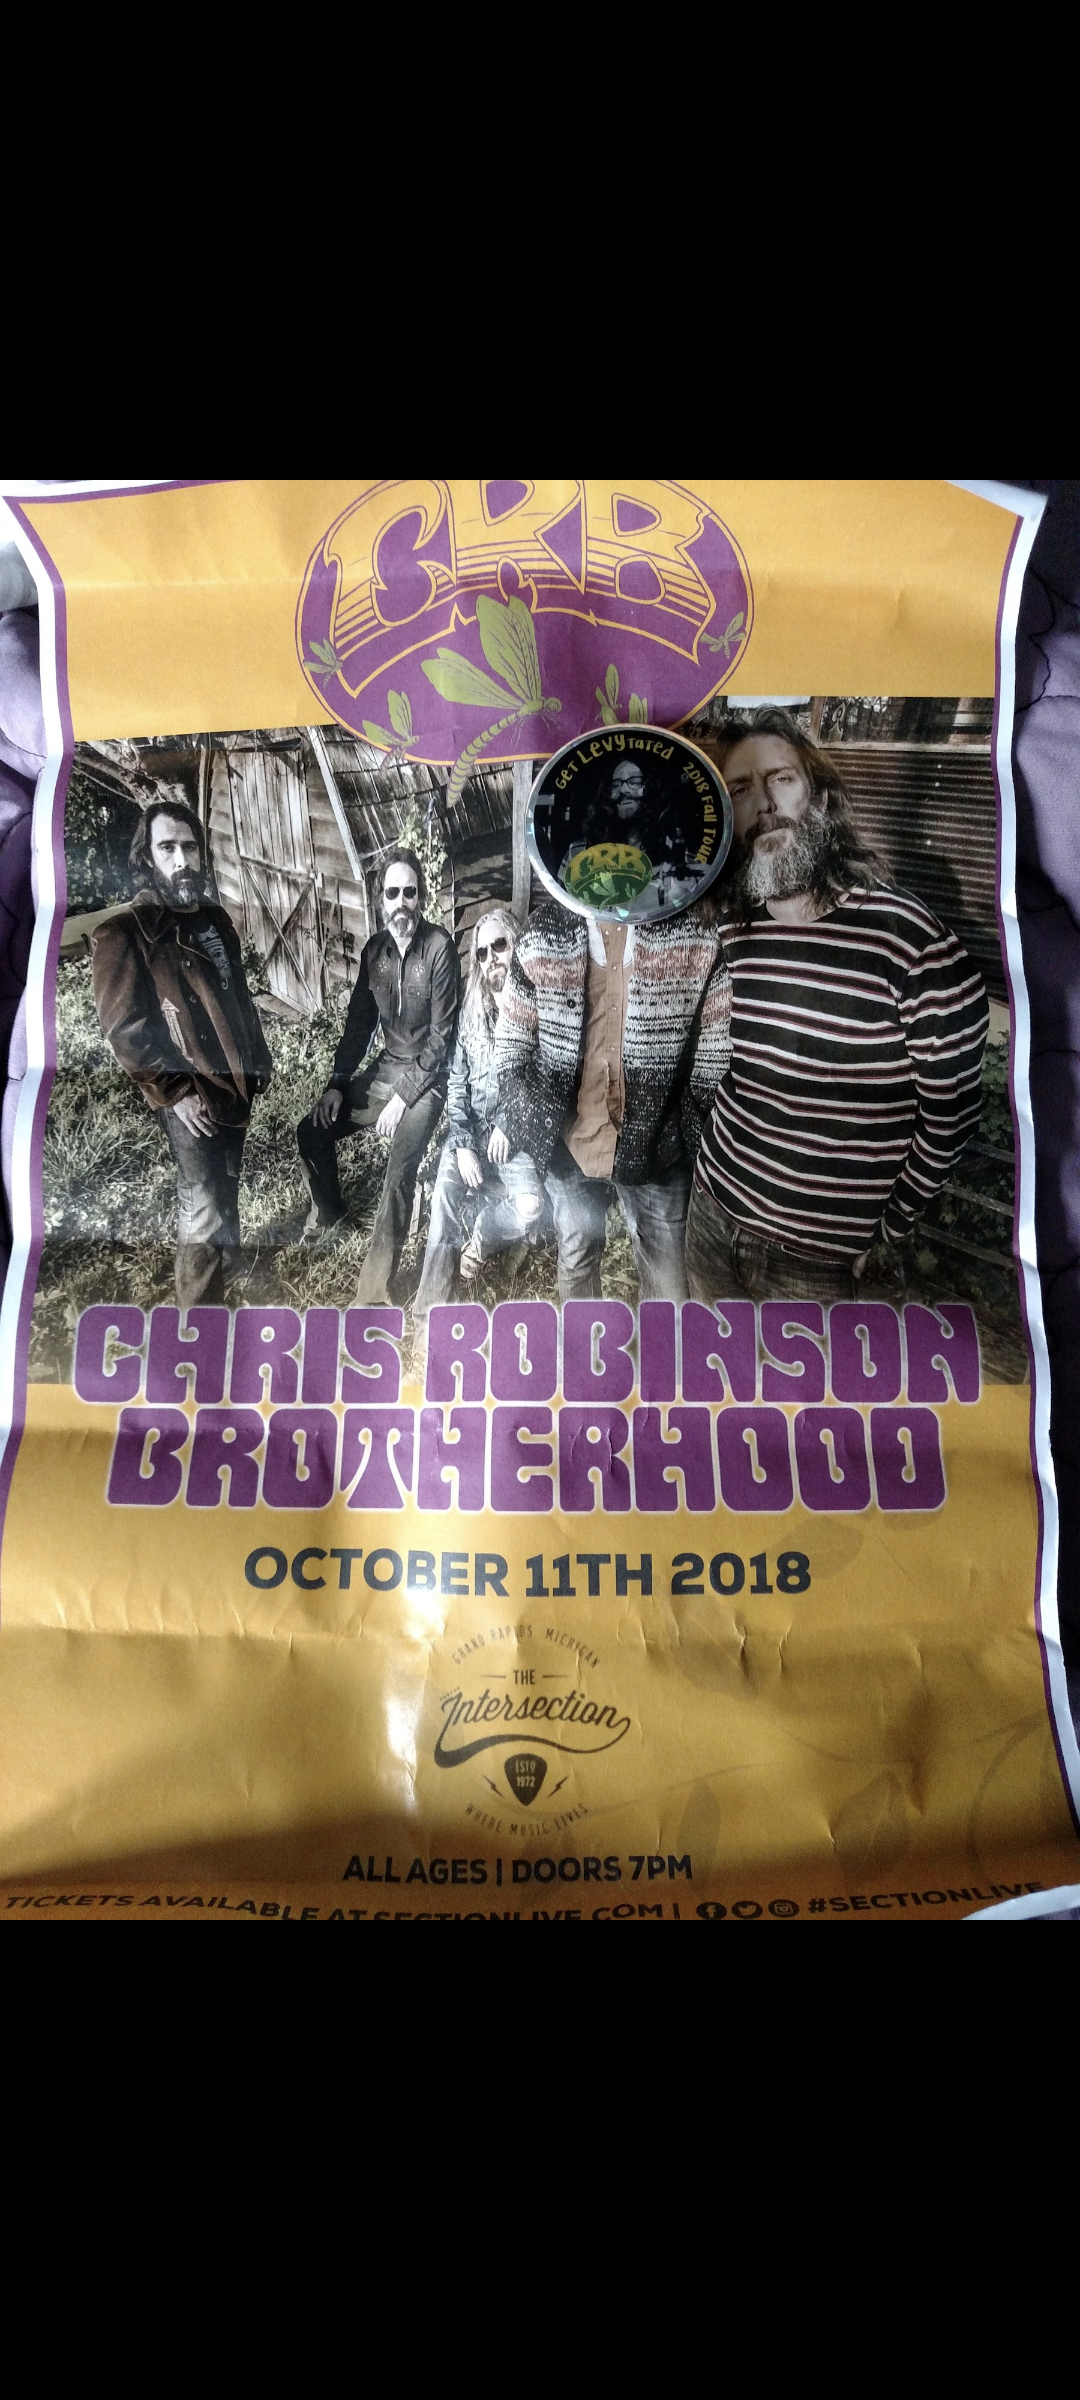 CRB
GET LEVYTATED 2018 FALL TOUR
CRB
CHRIS ROBINSON
BROTHERHOOD
OCTOBER 11TH 2018
GRAND RAPIDS MICHIGAN
THE
Intersection
ESTD
1972
WHERE MUSIC LIVES
ALL AGES | DOORS 7PM
TICKETS AVAILABLE AT SECTIONLIVE.COM | #SECTIONLIVE